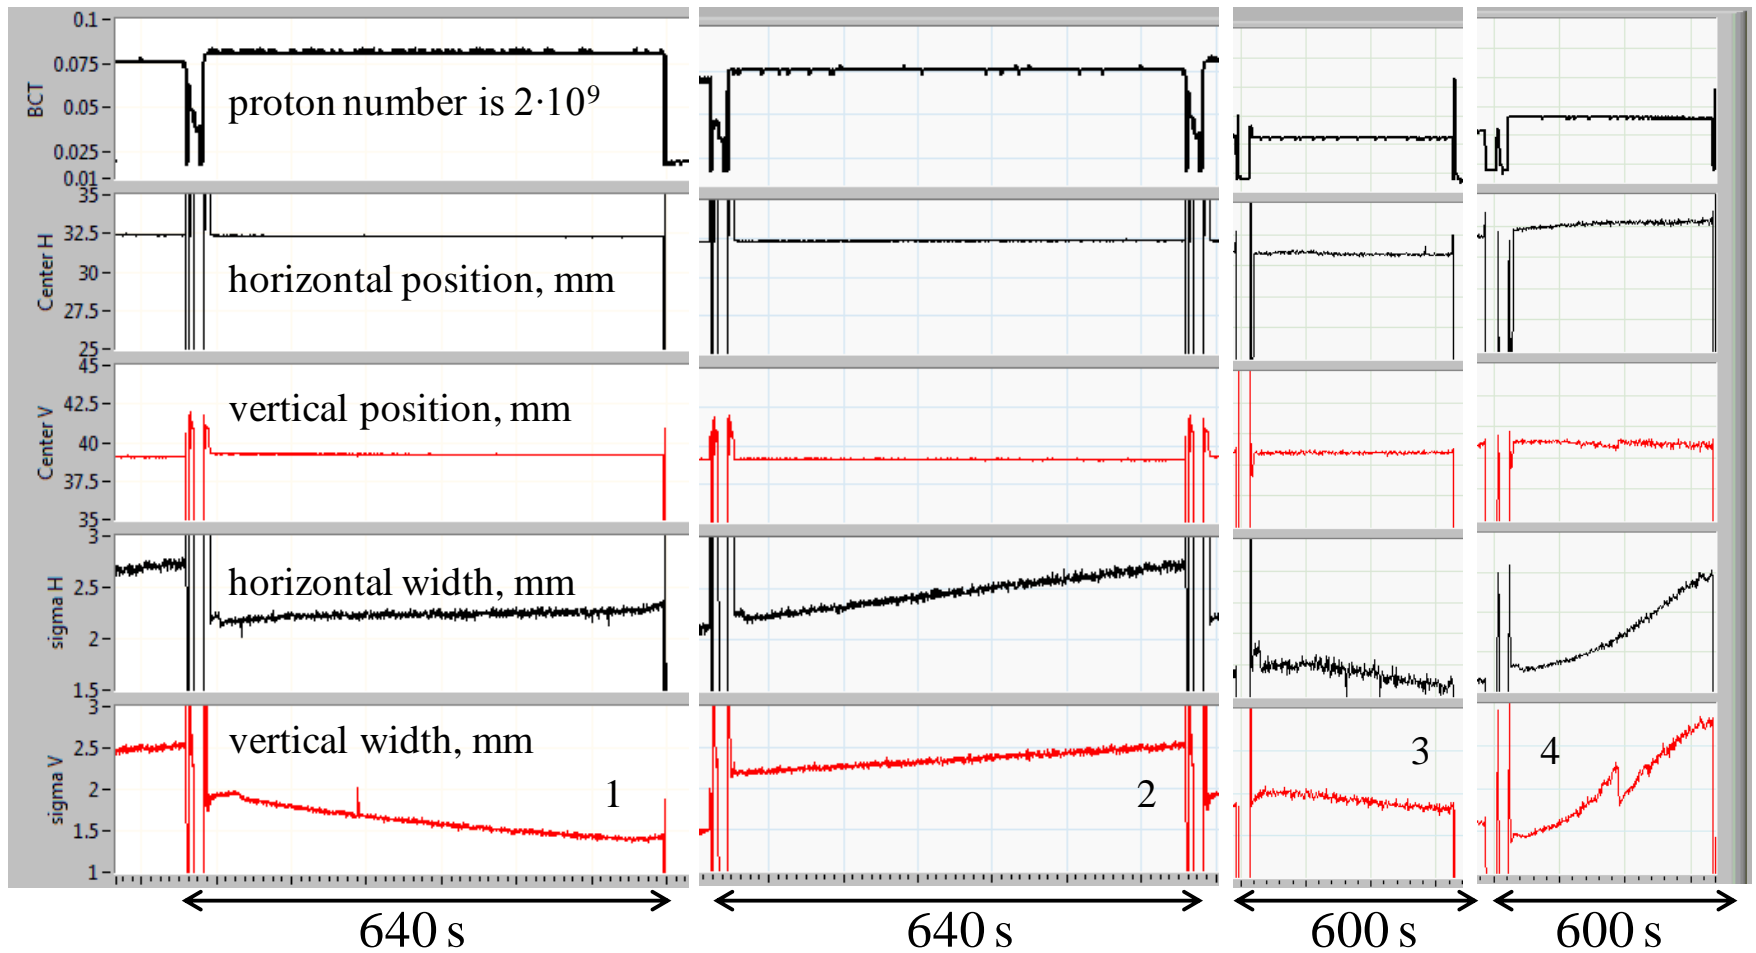 0.1
0.075
0.05
0.025
0.01
BCT
proton number is 2·10⁹
35
32.5
30
27.5
25
Center H
horizontal position, mm
45
42.5
40
37.5
35
Center V
vertical position, mm
3
2.5
2
1.5
sigma H
horizontal width, mm
3
2.5
2
1.5
1
sigma V
vertical width, mm
1
2
3
4
640 s
640 s
600 s
600 s